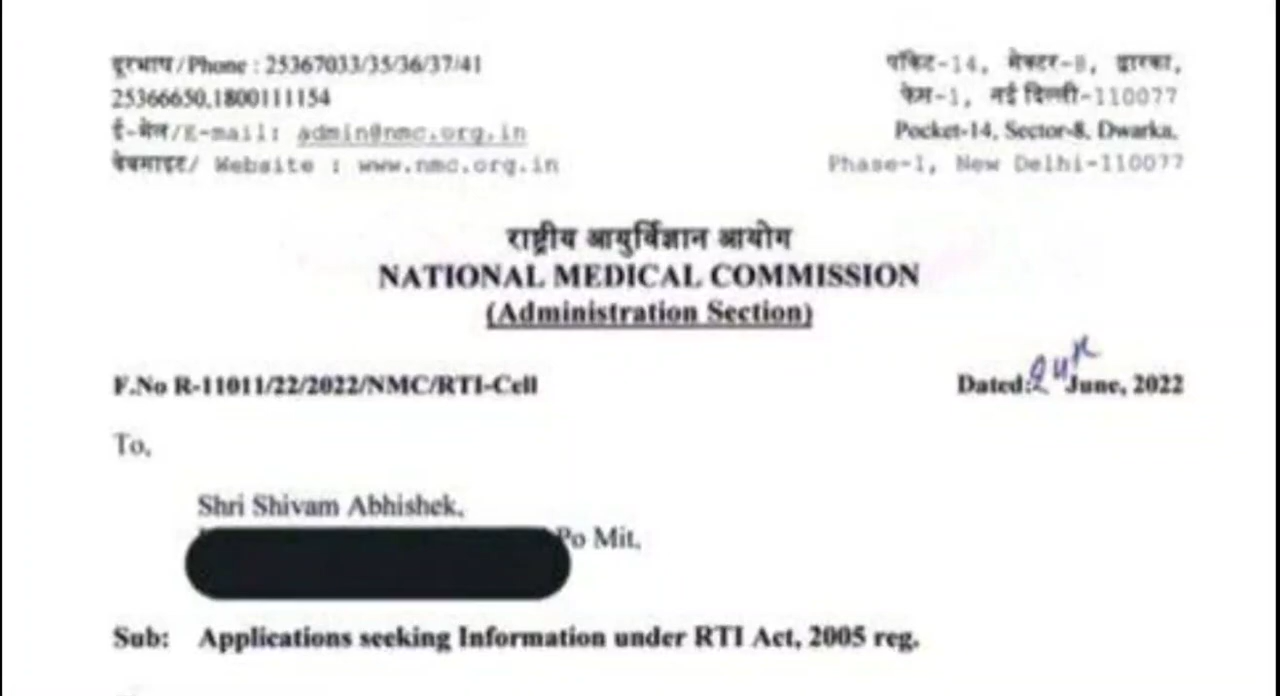 दूरभाष/Phone : 25367033/35/36/37/41
25366650,1800111154
ई-मेल/E-mail: admin@nmc.org.in
वेबसाइट/ Website : www.nmc.org.in
पॉकेट-14, सेक्टर-8, द्वारका,
फेस-1, नई दिल्ली-110077
Pocket-14, Sector-8, Dwarka,
Phase-1, New Delhi-110077
राष्ट्रीय आयुर्विज्ञान आयोग
NATIONAL MEDICAL COMMISSION
(Administration Section)
F.No R-11011/22/2022/NMC/RTI-Cell
Dated: June, 2022
To,
Shri Shivam Abhishek,
Po Mit,
Sub: Applications seeking Information under RTI Act, 2005 reg.